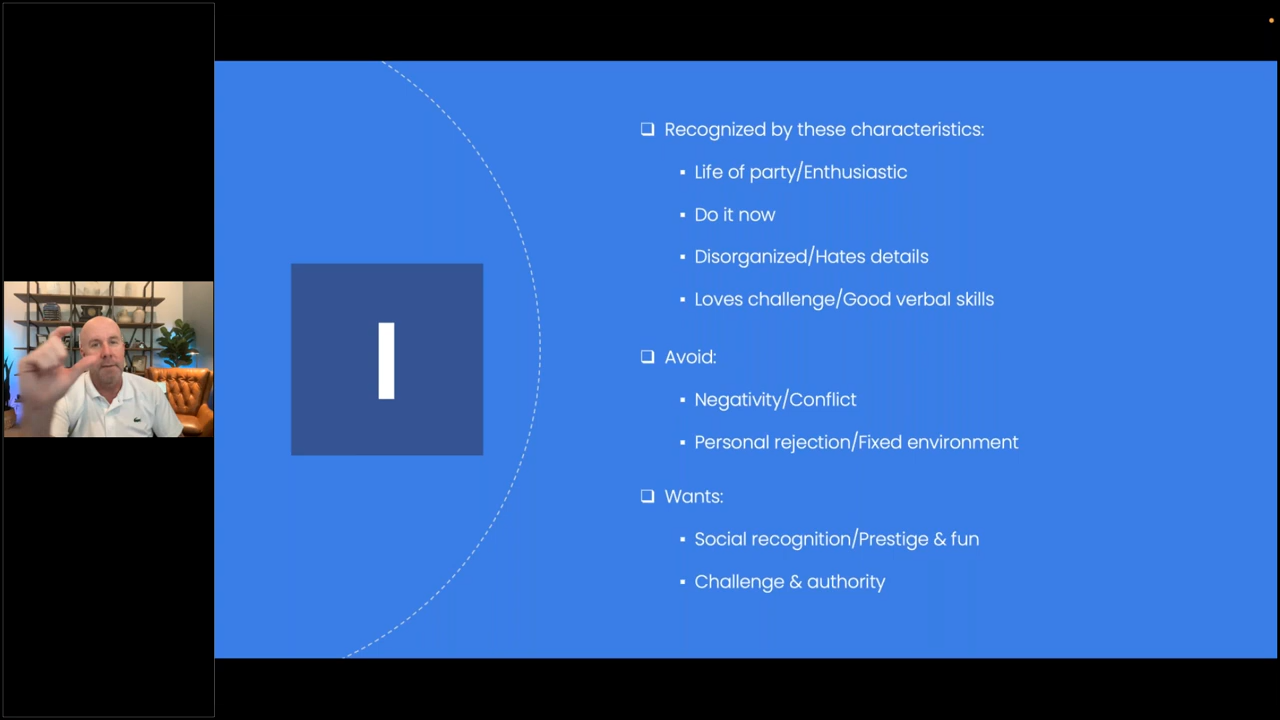 I
❑ Recognized by these characteristics:
▪ Life of party/Enthusiastic
▪ Do it now
▪ Disorganized/Hates details
▪ Loves challenge/Good verbal skills
❑ Avoid:
▪ Negativity/Conflict
▪ Personal rejection/Fixed environment
❑ Wants:
▪ Social recognition/Prestige & fun
▪ Challenge & authority